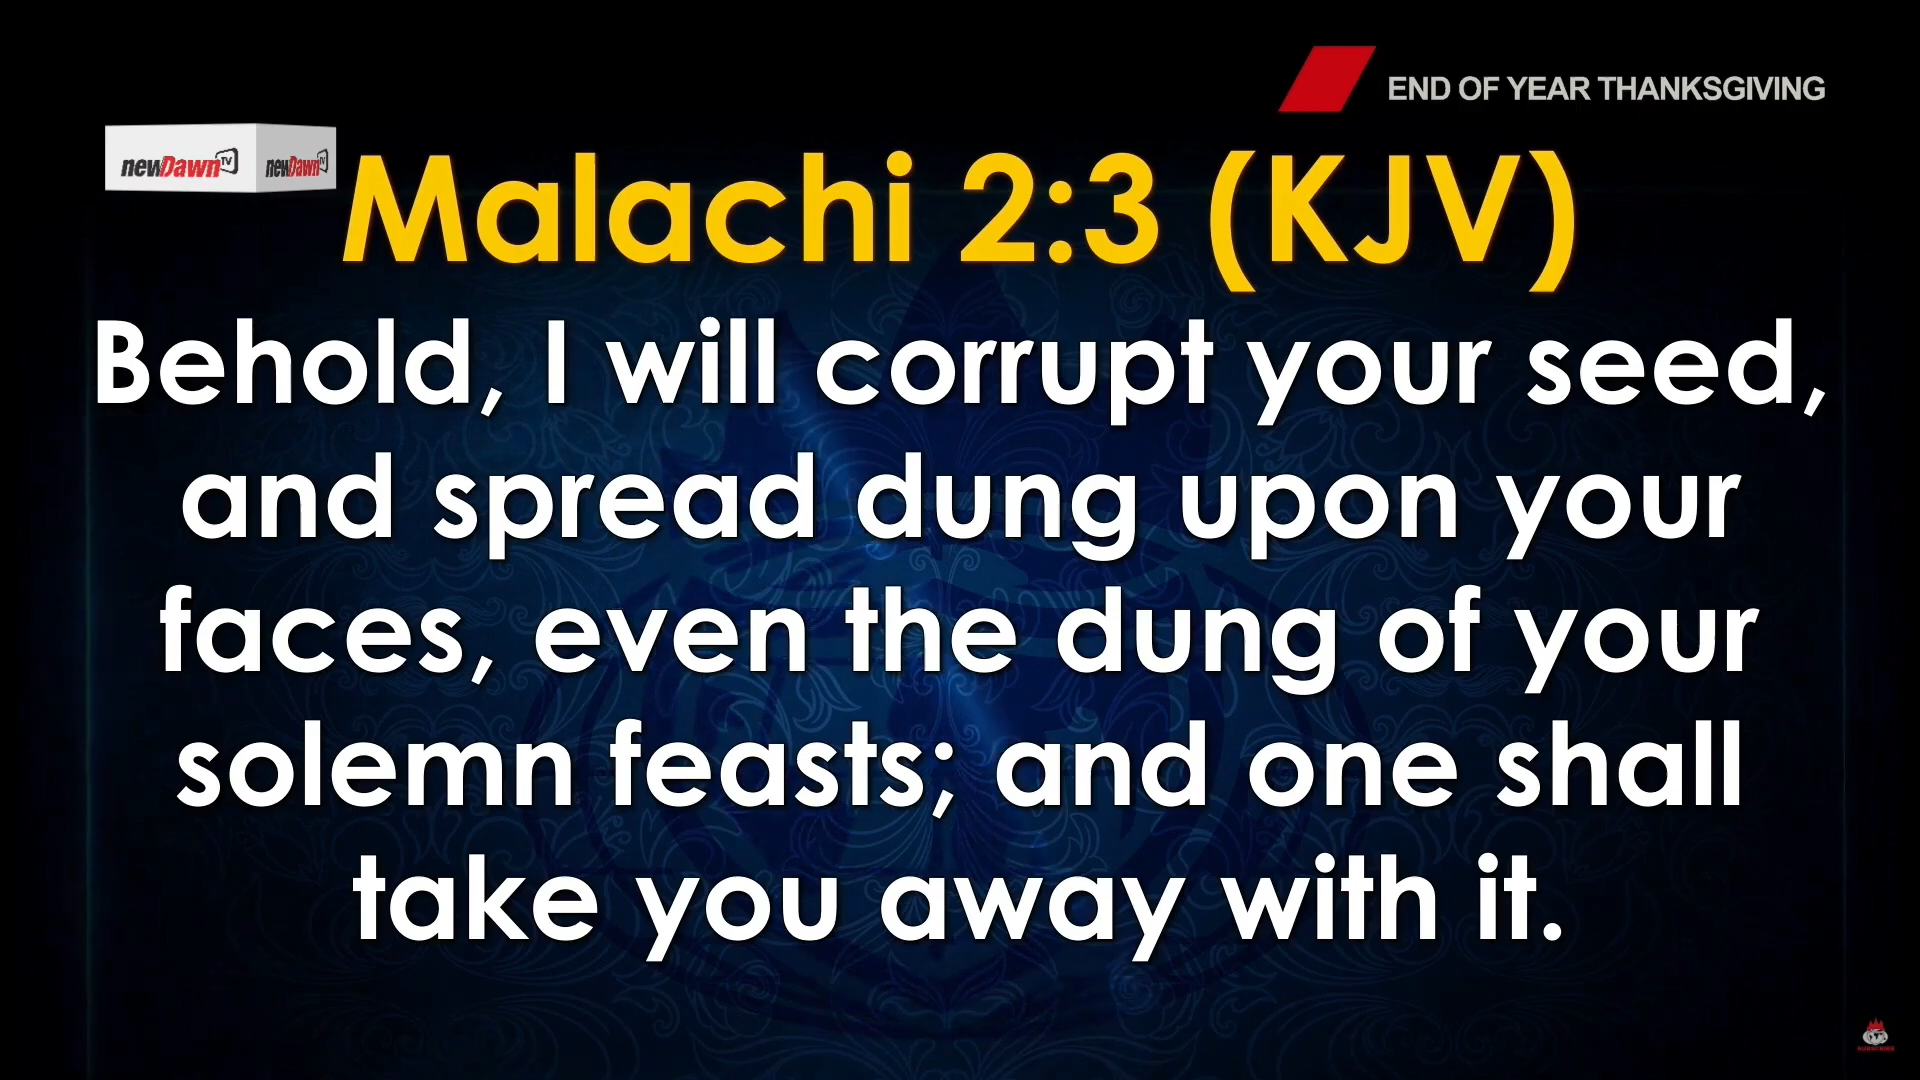 END OF YEAR THANKSGIVING
newDawn TV newDawn TV
Malachi 2:3 (KJV)
Behold, I will corrupt your seed,
and spread dung upon your
faces, even the dung of your
solemn feasts; and one shall
take you away with it.